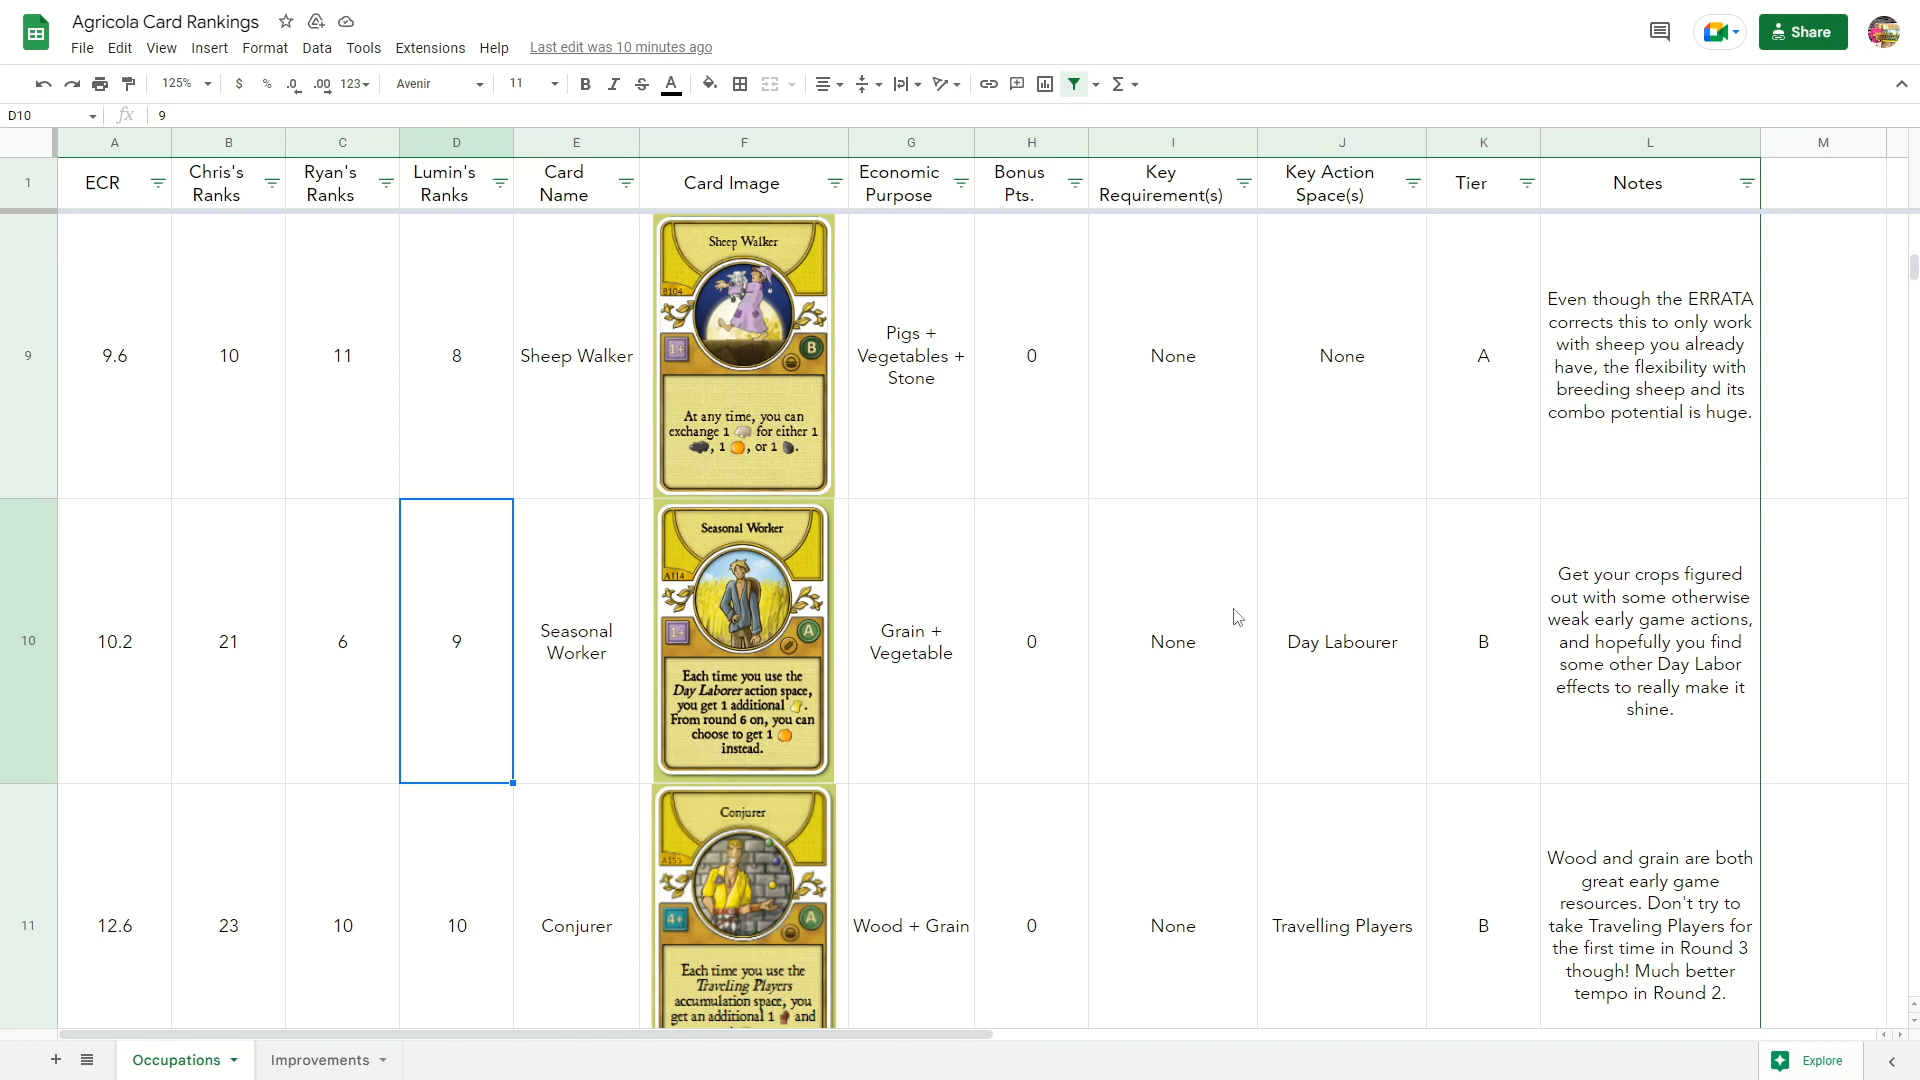 Agricola Card Rankings
File Edit View Insert Format Data Tools Extensions Help Last edit was 10 minutes ago
Share
125% $ % .0 .00 123 Avenir 11 B I S A
D10 fx 9
A B C D E F G H I J K L M
1 ECR Chris's Ranks Ryan's Ranks Lumin's Ranks Card Name Card Image Economic Purpose Bonus Pts. Key Requirement(s) Key Action Space(s) Tier Notes
9 9.6 10 11 8 Sheep Walker
Sheep Walker
B104
1+ B
At any time, you can
exchange 1 for either 1
, 1 , or 1 .
Pigs +
Vegetables +
Stone
0 None None A
Even though the ERRATA
corrects this to only work
with sheep you already
have, the flexibility with
breeding sheep and its
combo potential is huge.
10 10.2 21 6 9 Seasonal
Worker
Seasonal Worker
A114
1+ A
Each time you use the
Day Laborer action space,
you get 1 additional .
From round 6 on, you can
choose to get 1
instead.
Grain +
Vegetable
0 None Day Labourer B
Get your crops figured
out with some otherwise
weak early game actions,
and hopefully you find
some other Day Labor
effects to really make it
shine.
11 12.6 23 10 10 Conjurer
Conjurer
A155
4+ A
Each time you use the
Traveling Players
accumulation space, you
get an additional 1 and
Wood + Grain 0 None Travelling Players B
Wood and grain are both
great early game
resources. Don't try to
take Traveling Players for
the first time in Round 3
though! Much better
tempo in Round 2.
Occupations Improvements Explore